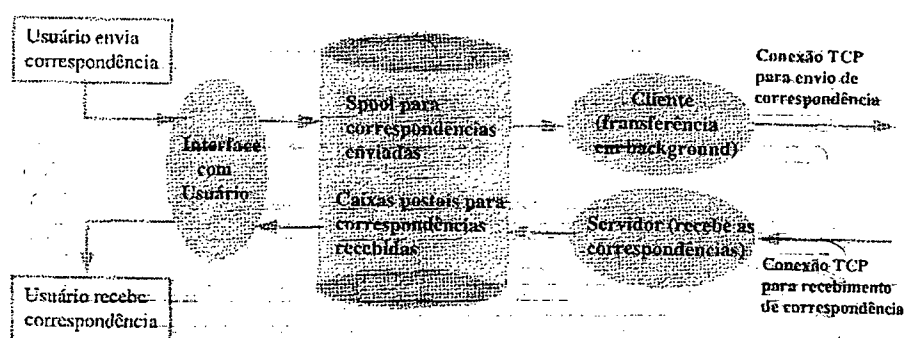 Usuário envia
correspondência
Interface
com
Usuário
Spool para
correspondências
enviadas
Caixas postais para
correspondências
recebidas
Cliente
(transferência
em background)
Servidor (recebe as
correspondências)
Conexão TCP
para envio de
correspondência
Conexão TCP
para recebimento
de correspondência
Usuário recebe
correspondência